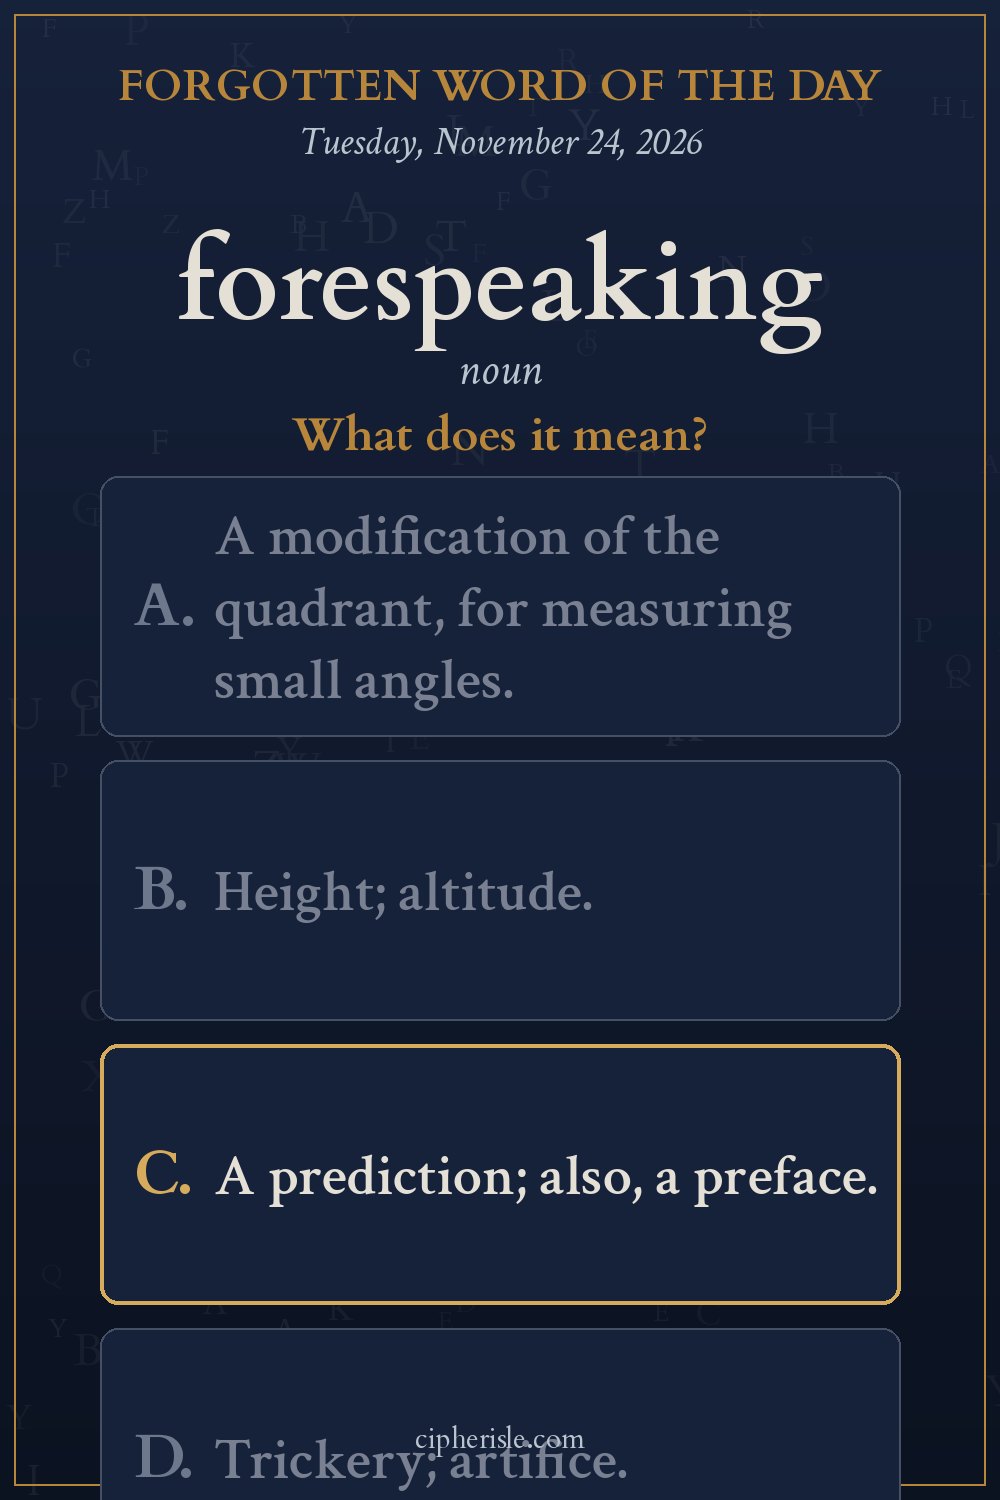 FORGOTTEN WORD OF THE DAY
Tuesday, November 24, 2026
forespeaking
noun
What does it mean?
A. A modification of the
quadrant, for measuring
small angles.
B. Height; altitude.
C. A prediction; also, a preface.
cipherisle.com
D. Trickery; artifice.